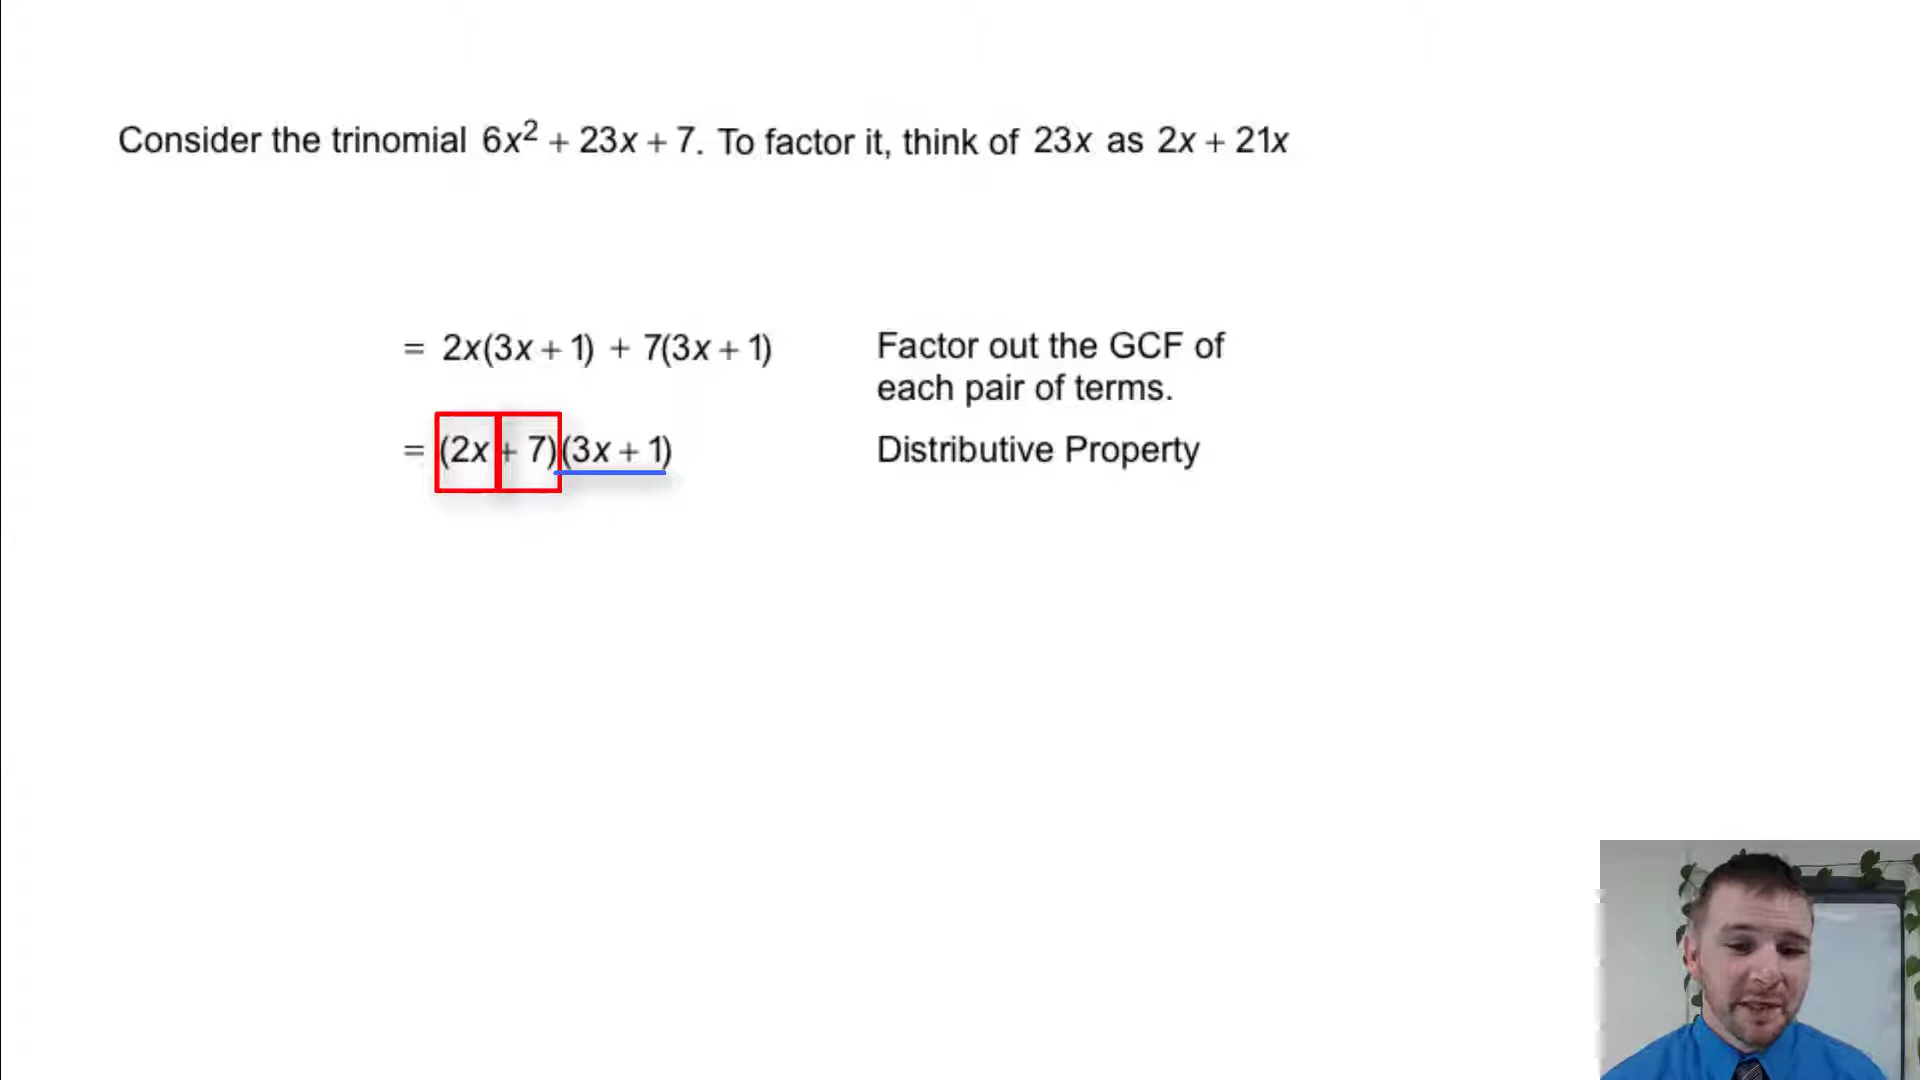 Consider the trinomial 6x² + 23x + 7. To factor it, think of 23x as 2x + 21x
= 2x(3x + 1) + 7(3x + 1) Factor out the GCF of
each pair of terms.
= (2x + 7)(3x + 1) Distributive Property